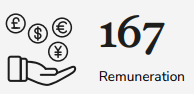 £ $ € ¥
167
Remuneration